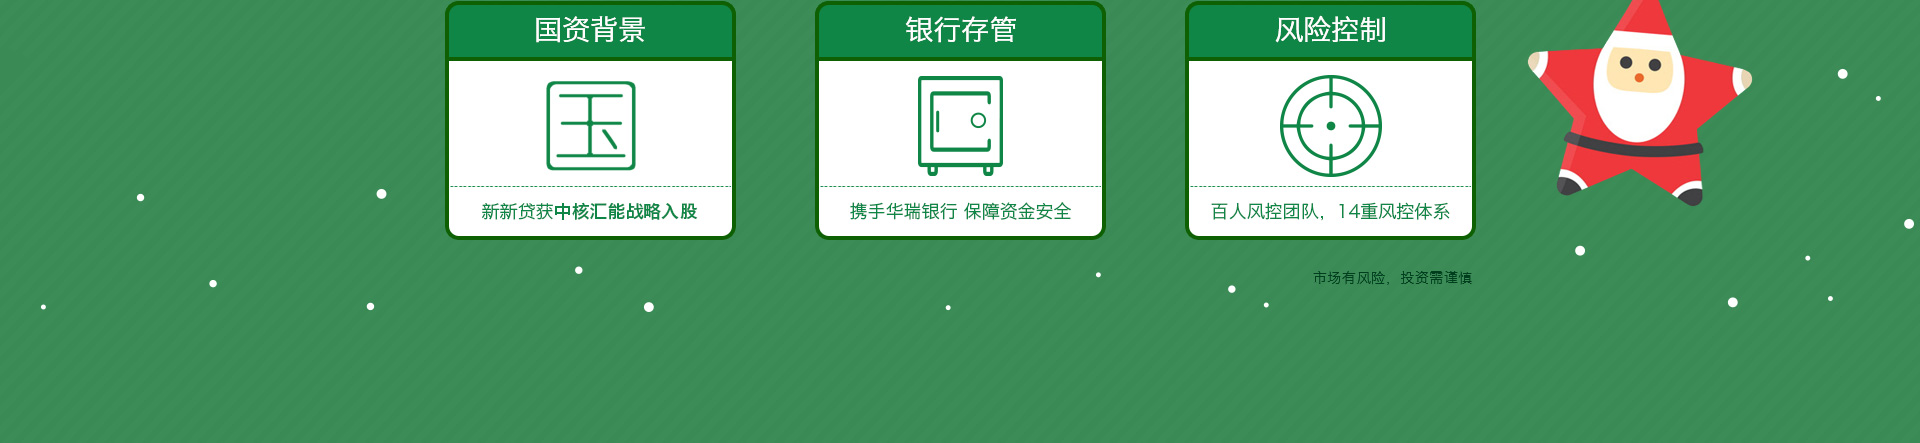 国资背景
银行存管
风险控制
新新贷获中核汇能战略入股
携手华瑞银行 保障资金安全
百人风控团队，14重风控体系
市场有风险，投资需谨慎